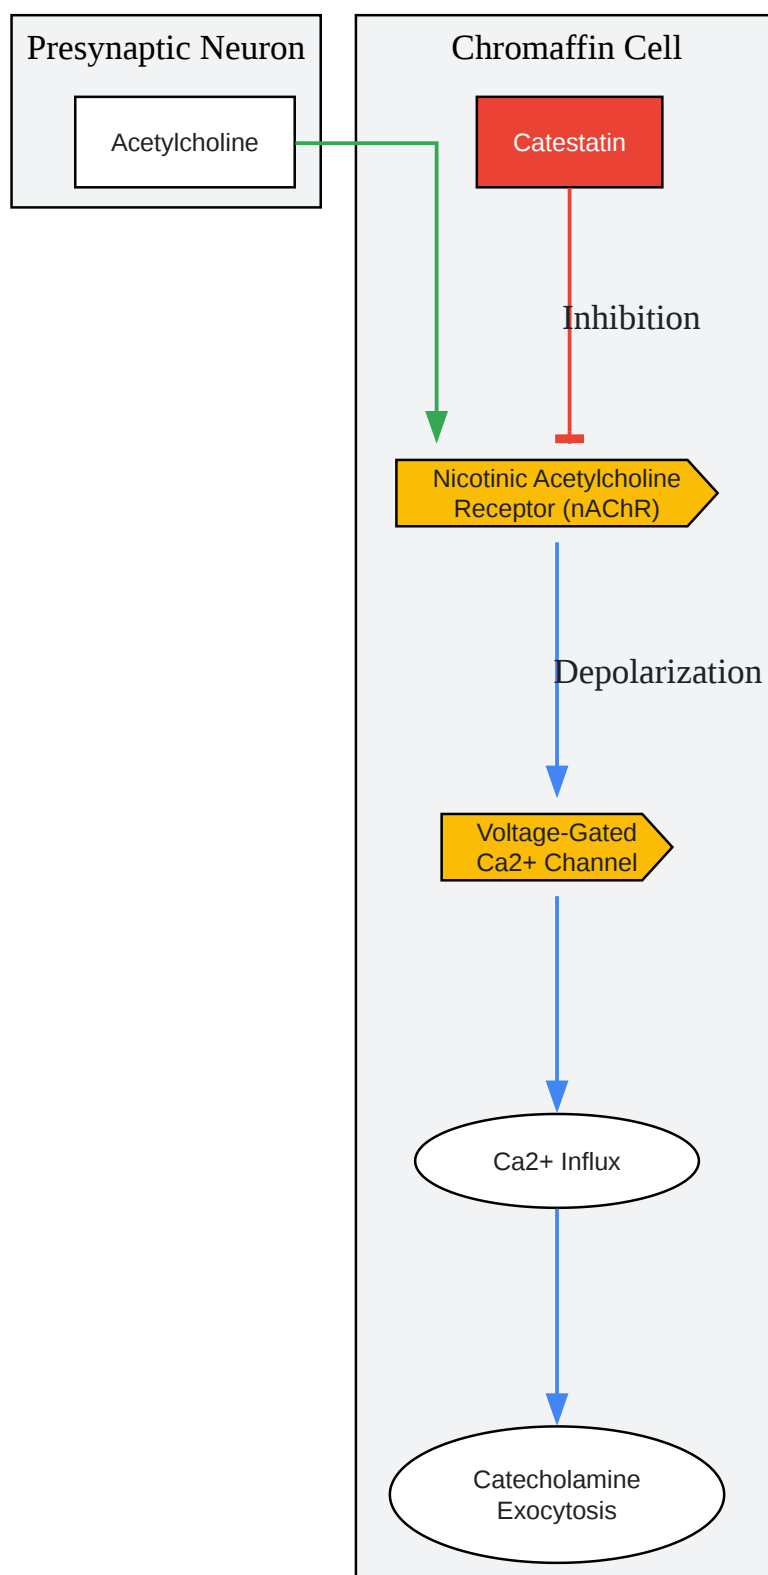 Presynaptic Neuron
Chromaffin Cell
Acetylcholine
Catestatin
Inhibition
Nicotinic Acetylcholine
Receptor (nAChR)
Depolarization
Voltage-Gated
Ca2+ Channel
Ca2+ Influx
Catecholamine
Exocytosis